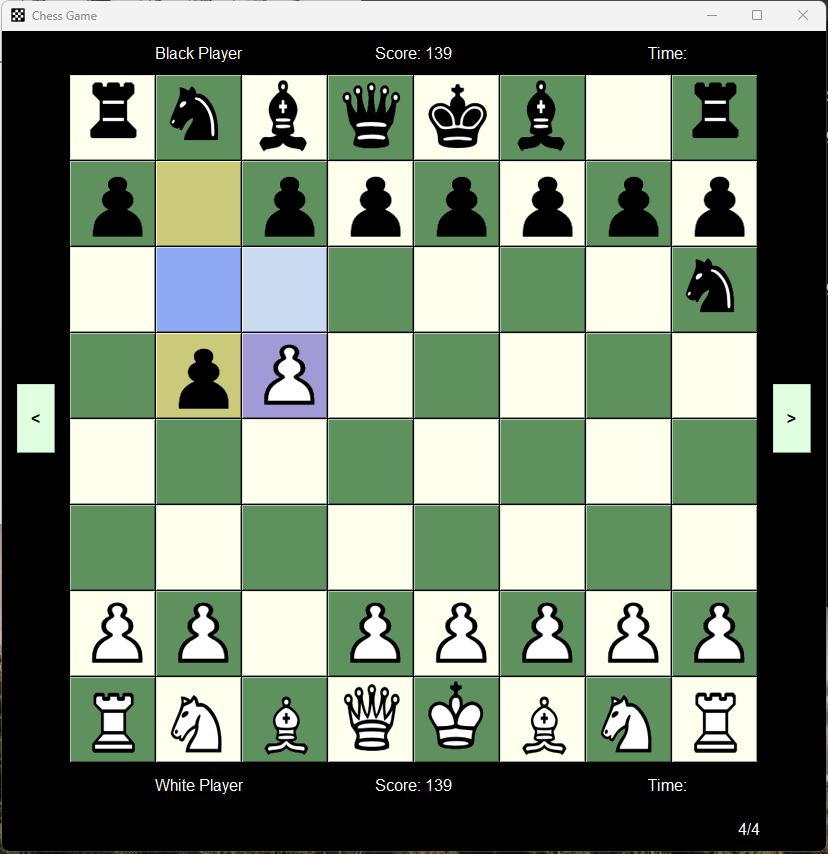 Chess Game
Black Player Score: 139 Time:
<
>
White Player Score: 139 Time:
4/4